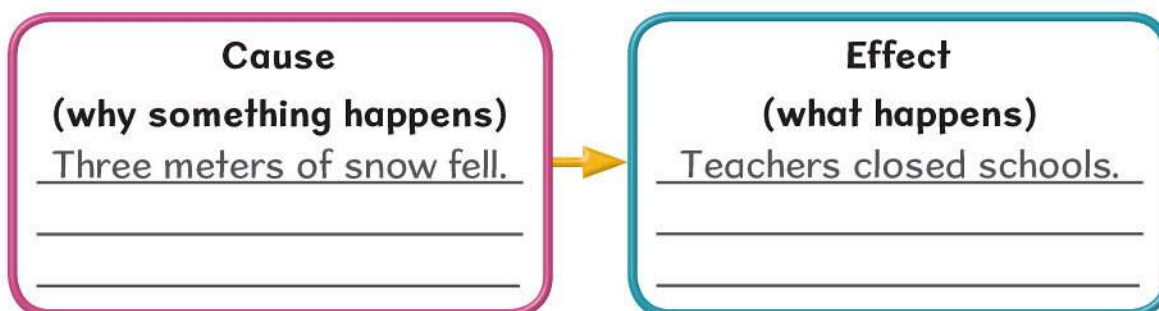 Cause
(why something happens)
Three meters of snow fell.
Effect
(what happens)
Teachers closed schools.